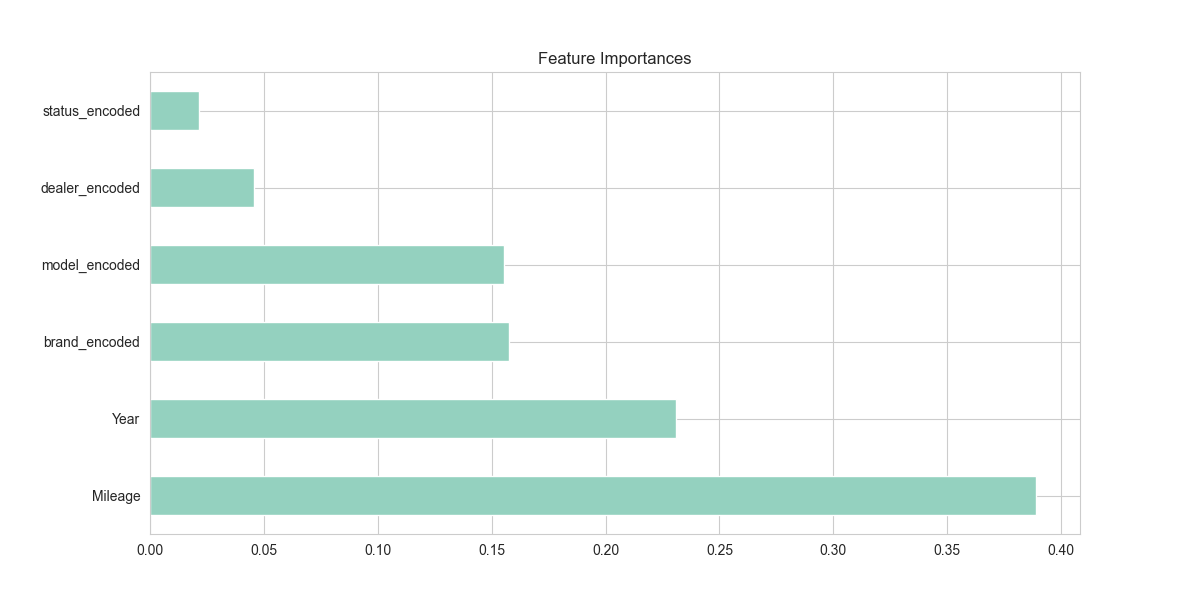 Feature Importances
status_encoded
dealer_encoded
model_encoded
brand_encoded
Year
Mileage
0.00 0.05 0.10 0.15 0.20 0.25 0.30 0.35 0.40